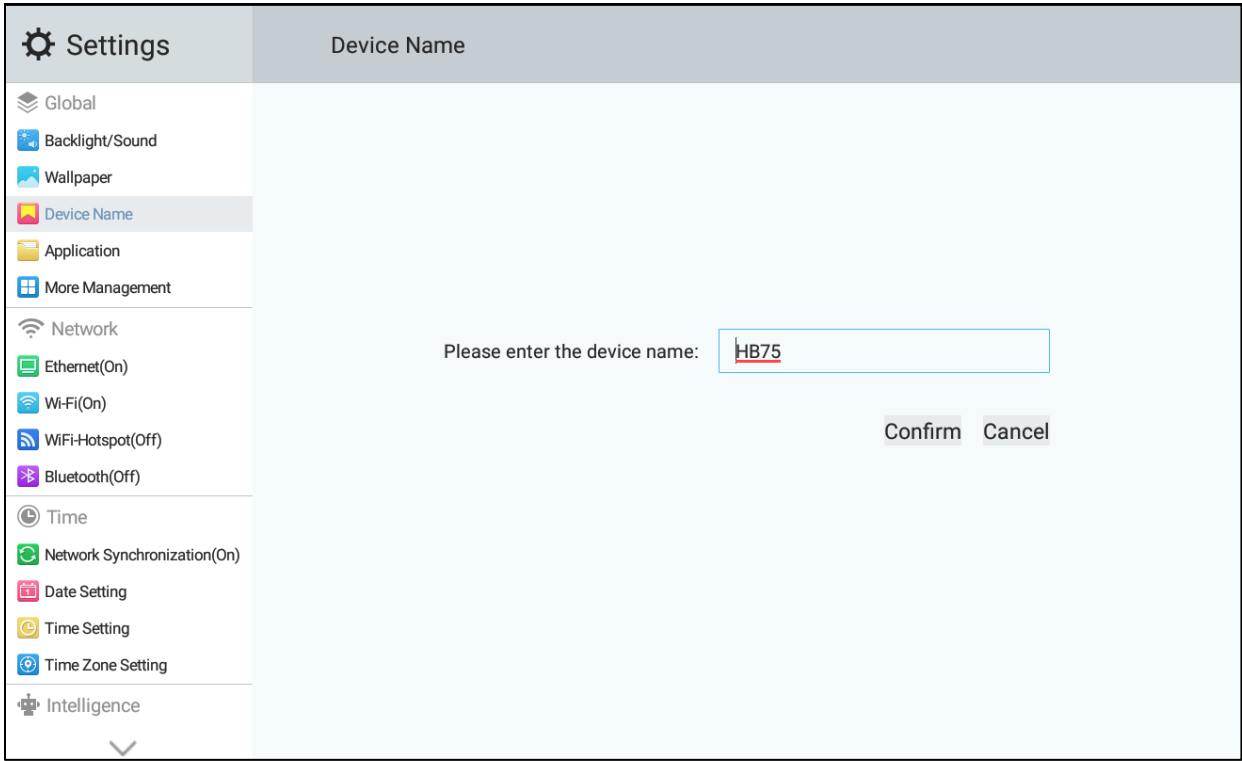 Settings
Device Name
Global
Backlight/Sound
Wallpaper
Device Name
Application
More Management
Network
Ethernet(On)
Wi-Fi(On)
WiFi-Hotspot(Off)
Bluetooth(Off)
Time
Network Synchronization(On)
Date Setting
Time Setting
Time Zone Setting
Intelligence
Please enter the device name: HB75
Confirm Cancel